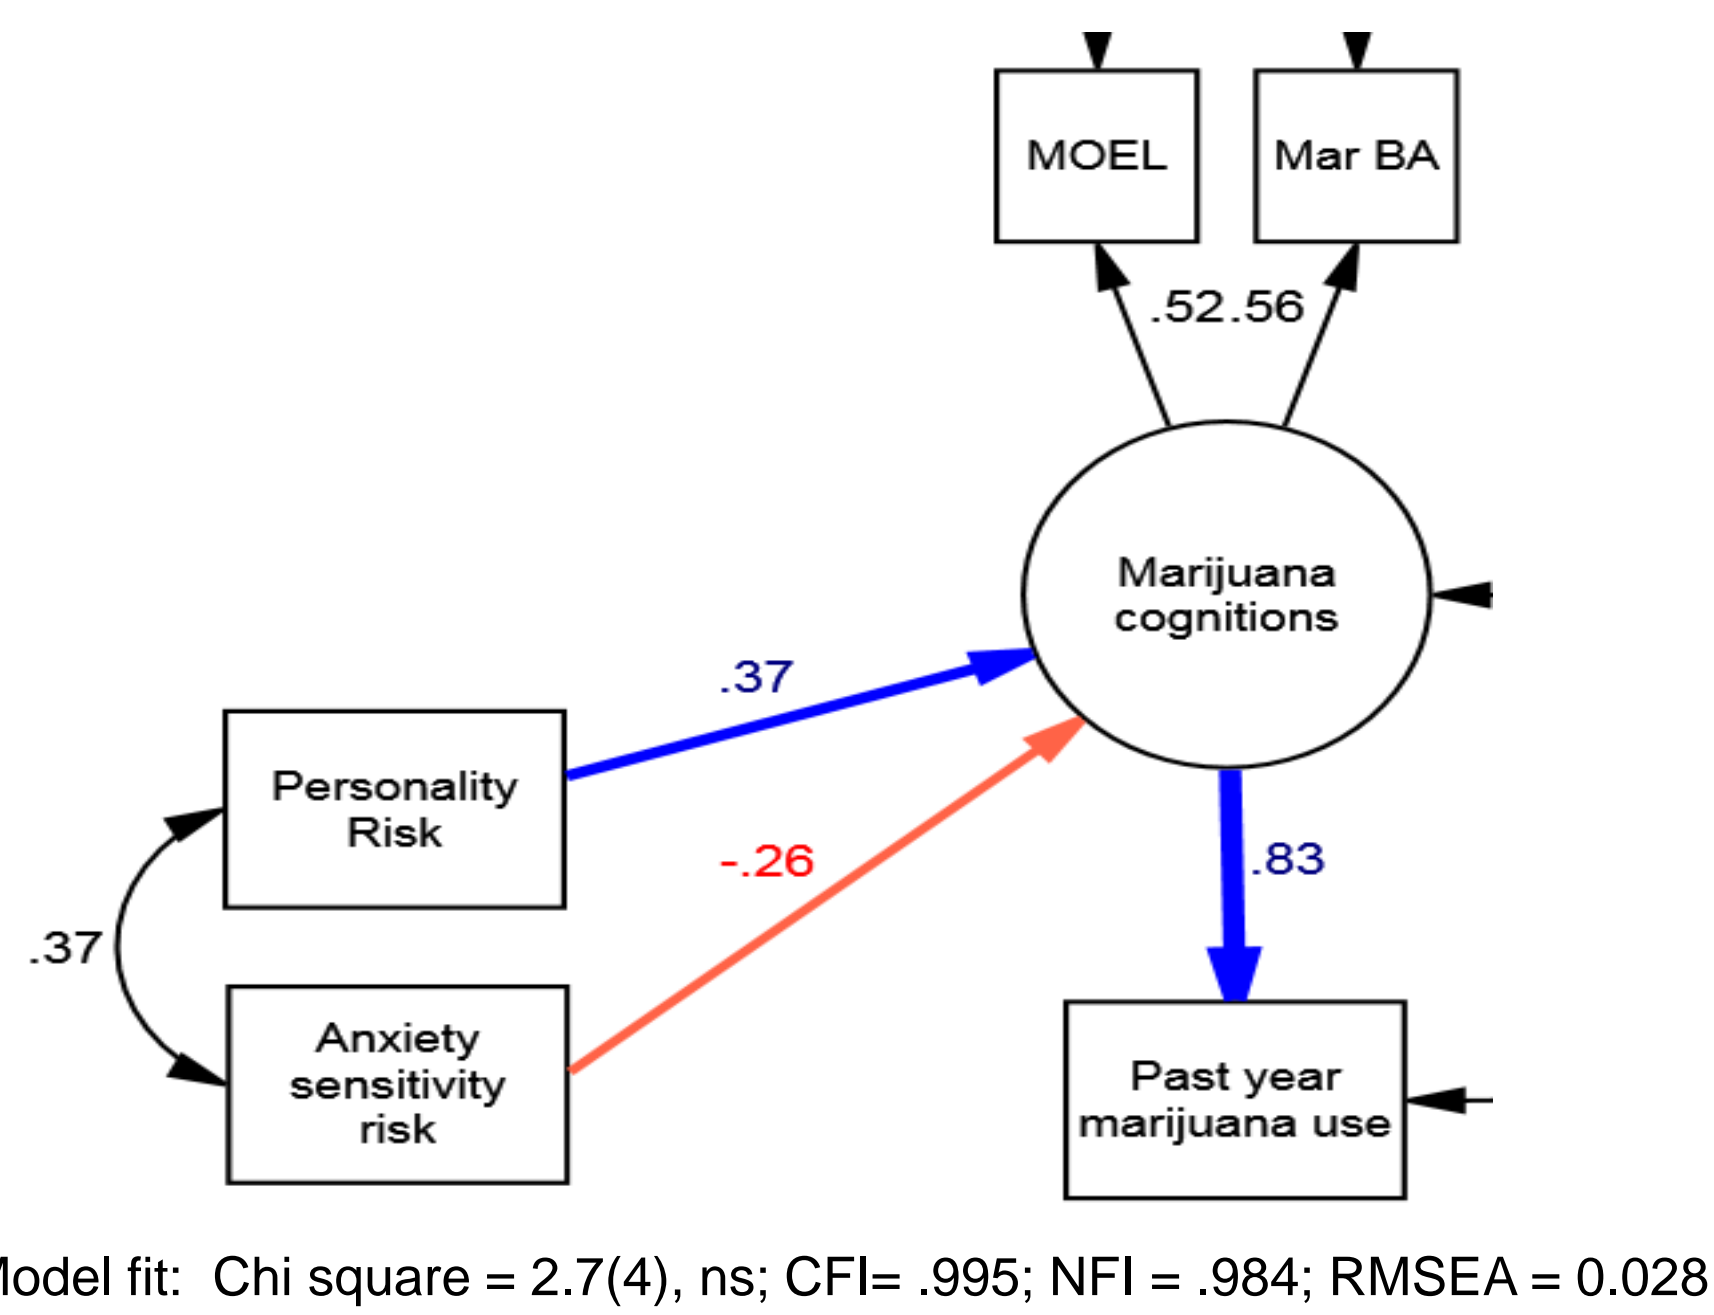 MOEL
Mar BA
.52
.56
Marijuana
cognitions
.37
Personality
Risk
-.26
.83
.37
Anxiety
sensitivity
risk
Past year
marijuana use
Model fit: Chi square = 2.7(4), ns; CFI= .995; NFI = .984; RMSEA = 0.028